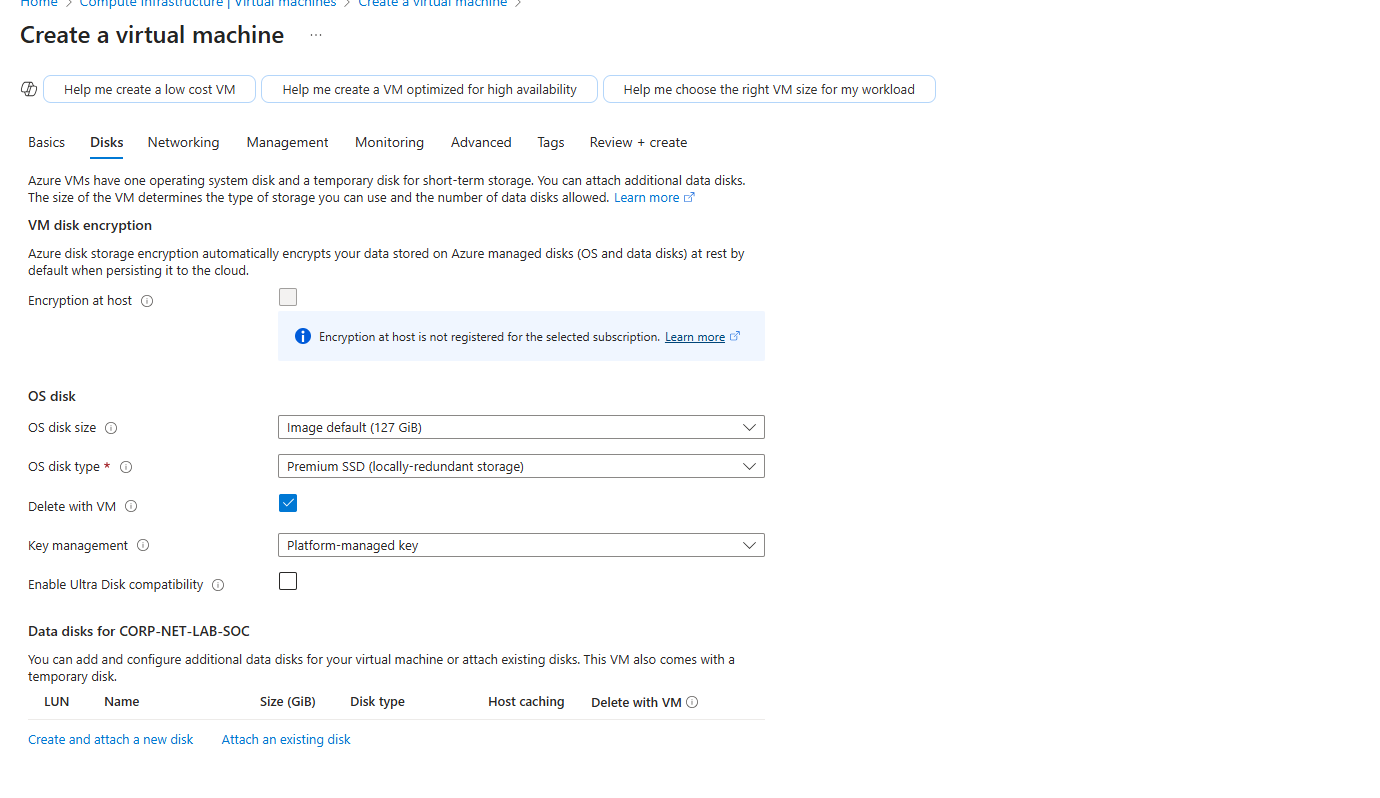 Home > Compute infrastructure | Virtual machines > Create a virtual machine >
Create a virtual machine ...
Help me create a low cost VM Help me create a VM optimized for high availability Help me choose the right VM size for my workload
Basics Disks Networking Management Monitoring Advanced Tags Review + create
Azure VMs have one operating system disk and a temporary disk for short-term storage. You can attach additional data disks.
The size of the VM determines the type of storage you can use and the number of data disks allowed. Learn more
VM disk encryption
Azure disk storage encryption automatically encrypts your data stored on Azure managed disks (OS and data disks) at rest by
default when persisting it to the cloud.
Encryption at host
Encryption at host is not registered for the selected subscription. Learn more
OS disk
OS disk size Image default (127 GiB)
OS disk type * Premium SSD (locally-redundant storage)
Delete with VM
Key management Platform-managed key
Enable Ultra Disk compatibility
Data disks for CORP-NET-LAB-SOC
You can add and configure additional data disks for your virtual machine or attach existing disks. This VM also comes with a
temporary disk.
LUN Name Size (GiB) Disk type Host caching Delete with VM
Create and attach a new disk Attach an existing disk